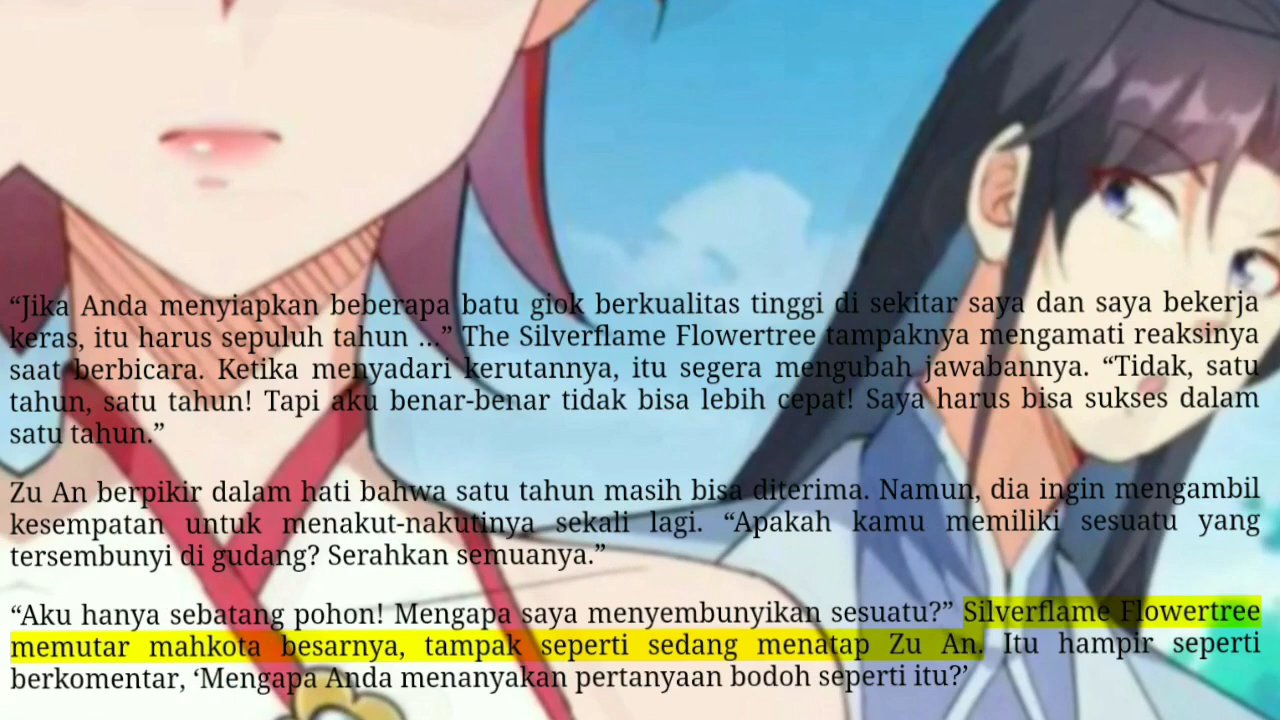 “Jika Anda menyiapkan beberapa batu giok berkualitas tinggi di sekitar saya dan saya bekerja
keras, itu harus sepuluh tahun ...” The Silverflame Flowertree tampaknya mengamati reaksinya
saat berbicara. Ketika menyadari kerutannya, itu segera mengubah jawabannya. “Tidak, satu
tahun, satu tahun! Tapi aku benar-benar tidak bisa lebih cepat! Saya harus bisa sukses dalam
satu tahun.”
Zu An berpikir dalam hati bahwa satu tahun masih bisa diterima. Namun, dia ingin mengambil
kesempatan untuk menakut-nakutinya sekali lagi. “Apakah kamu memiliki sesuatu yang
tersembunyi di gudang? Serahkan semuanya.”
“Aku hanya sebatang pohon! Mengapa saya menyembunyikan sesuatu?” Silverflame Flowertree
memutar mahkota besarnya, tampak seperti sedang menatap Zu An. Itu hampir seperti
berkomentar, ‘Mengapa Anda menanyakan pertanyaan bodoh seperti itu?’